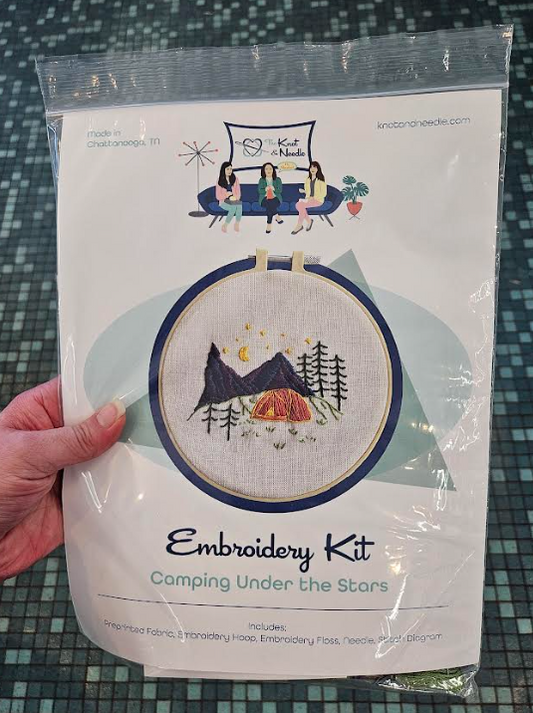 Made in
Chattanooga, TN
knotandneedle.com
The Knot
& Needle
Embroidery Kit
Camping Under the Stars
Includes:
Preprinted Fabric, Embroidery Hoop, Embroidery Floss, Needle, Stitch Diagram